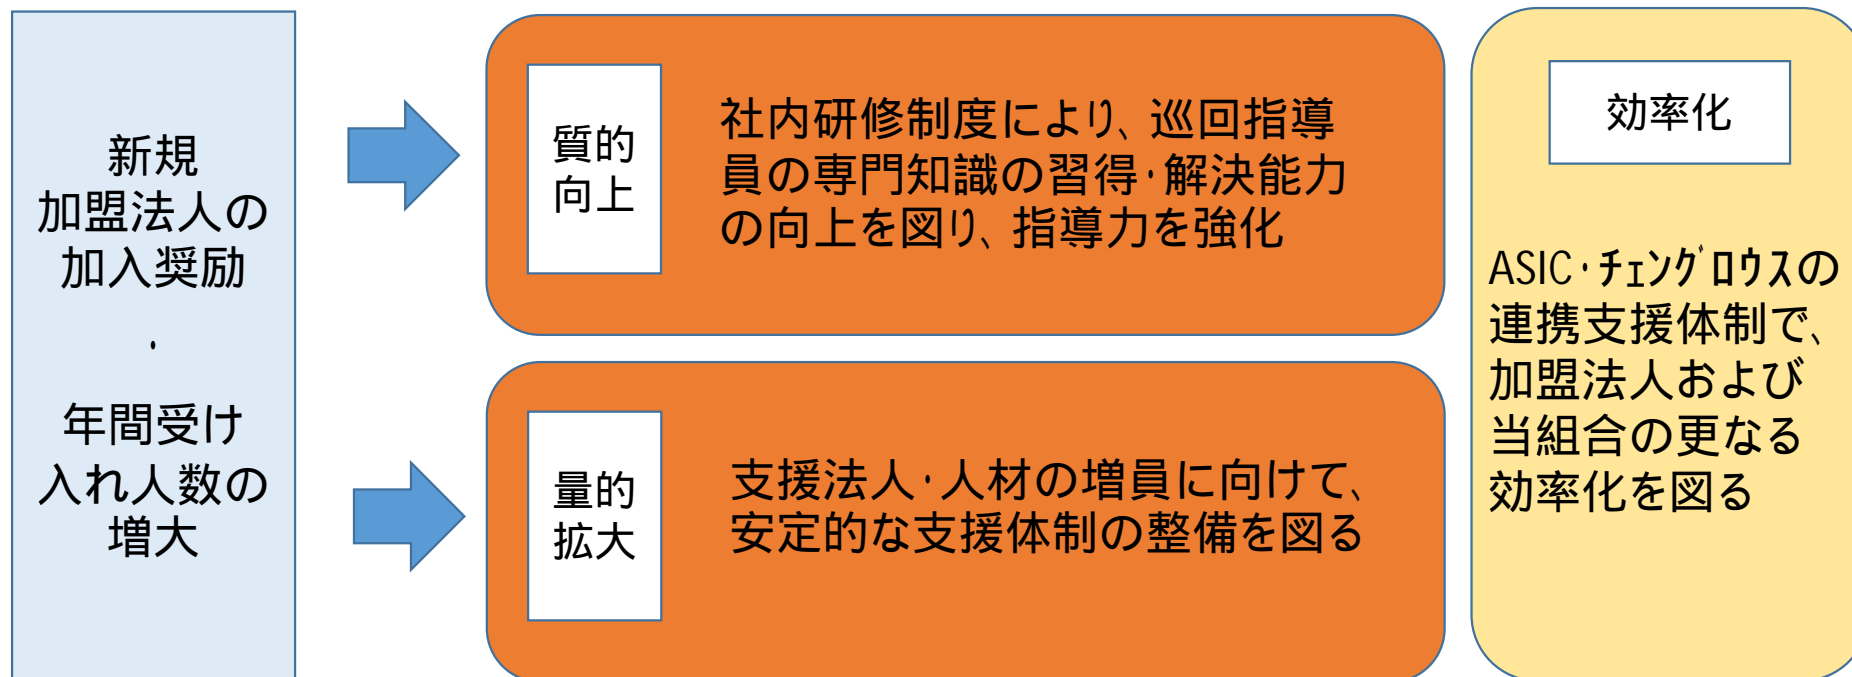 新規
加盟法人の
加入奨励
・
年間受け
入れ人数の
増大
質的
向上
社内研修制度により、巡回指導
員の専門知識の習得・解決能力
の向上を図り、指導力を強化
量的
拡大
支援法人・人材の増員に向けて、
安定的な支援体制の整備を図る
効率化
ASIC・ﾁｪﾝｸﾞﾛｳｽの
連携支援体制で、
加盟法人および
当組合の更なる
効率化を図る